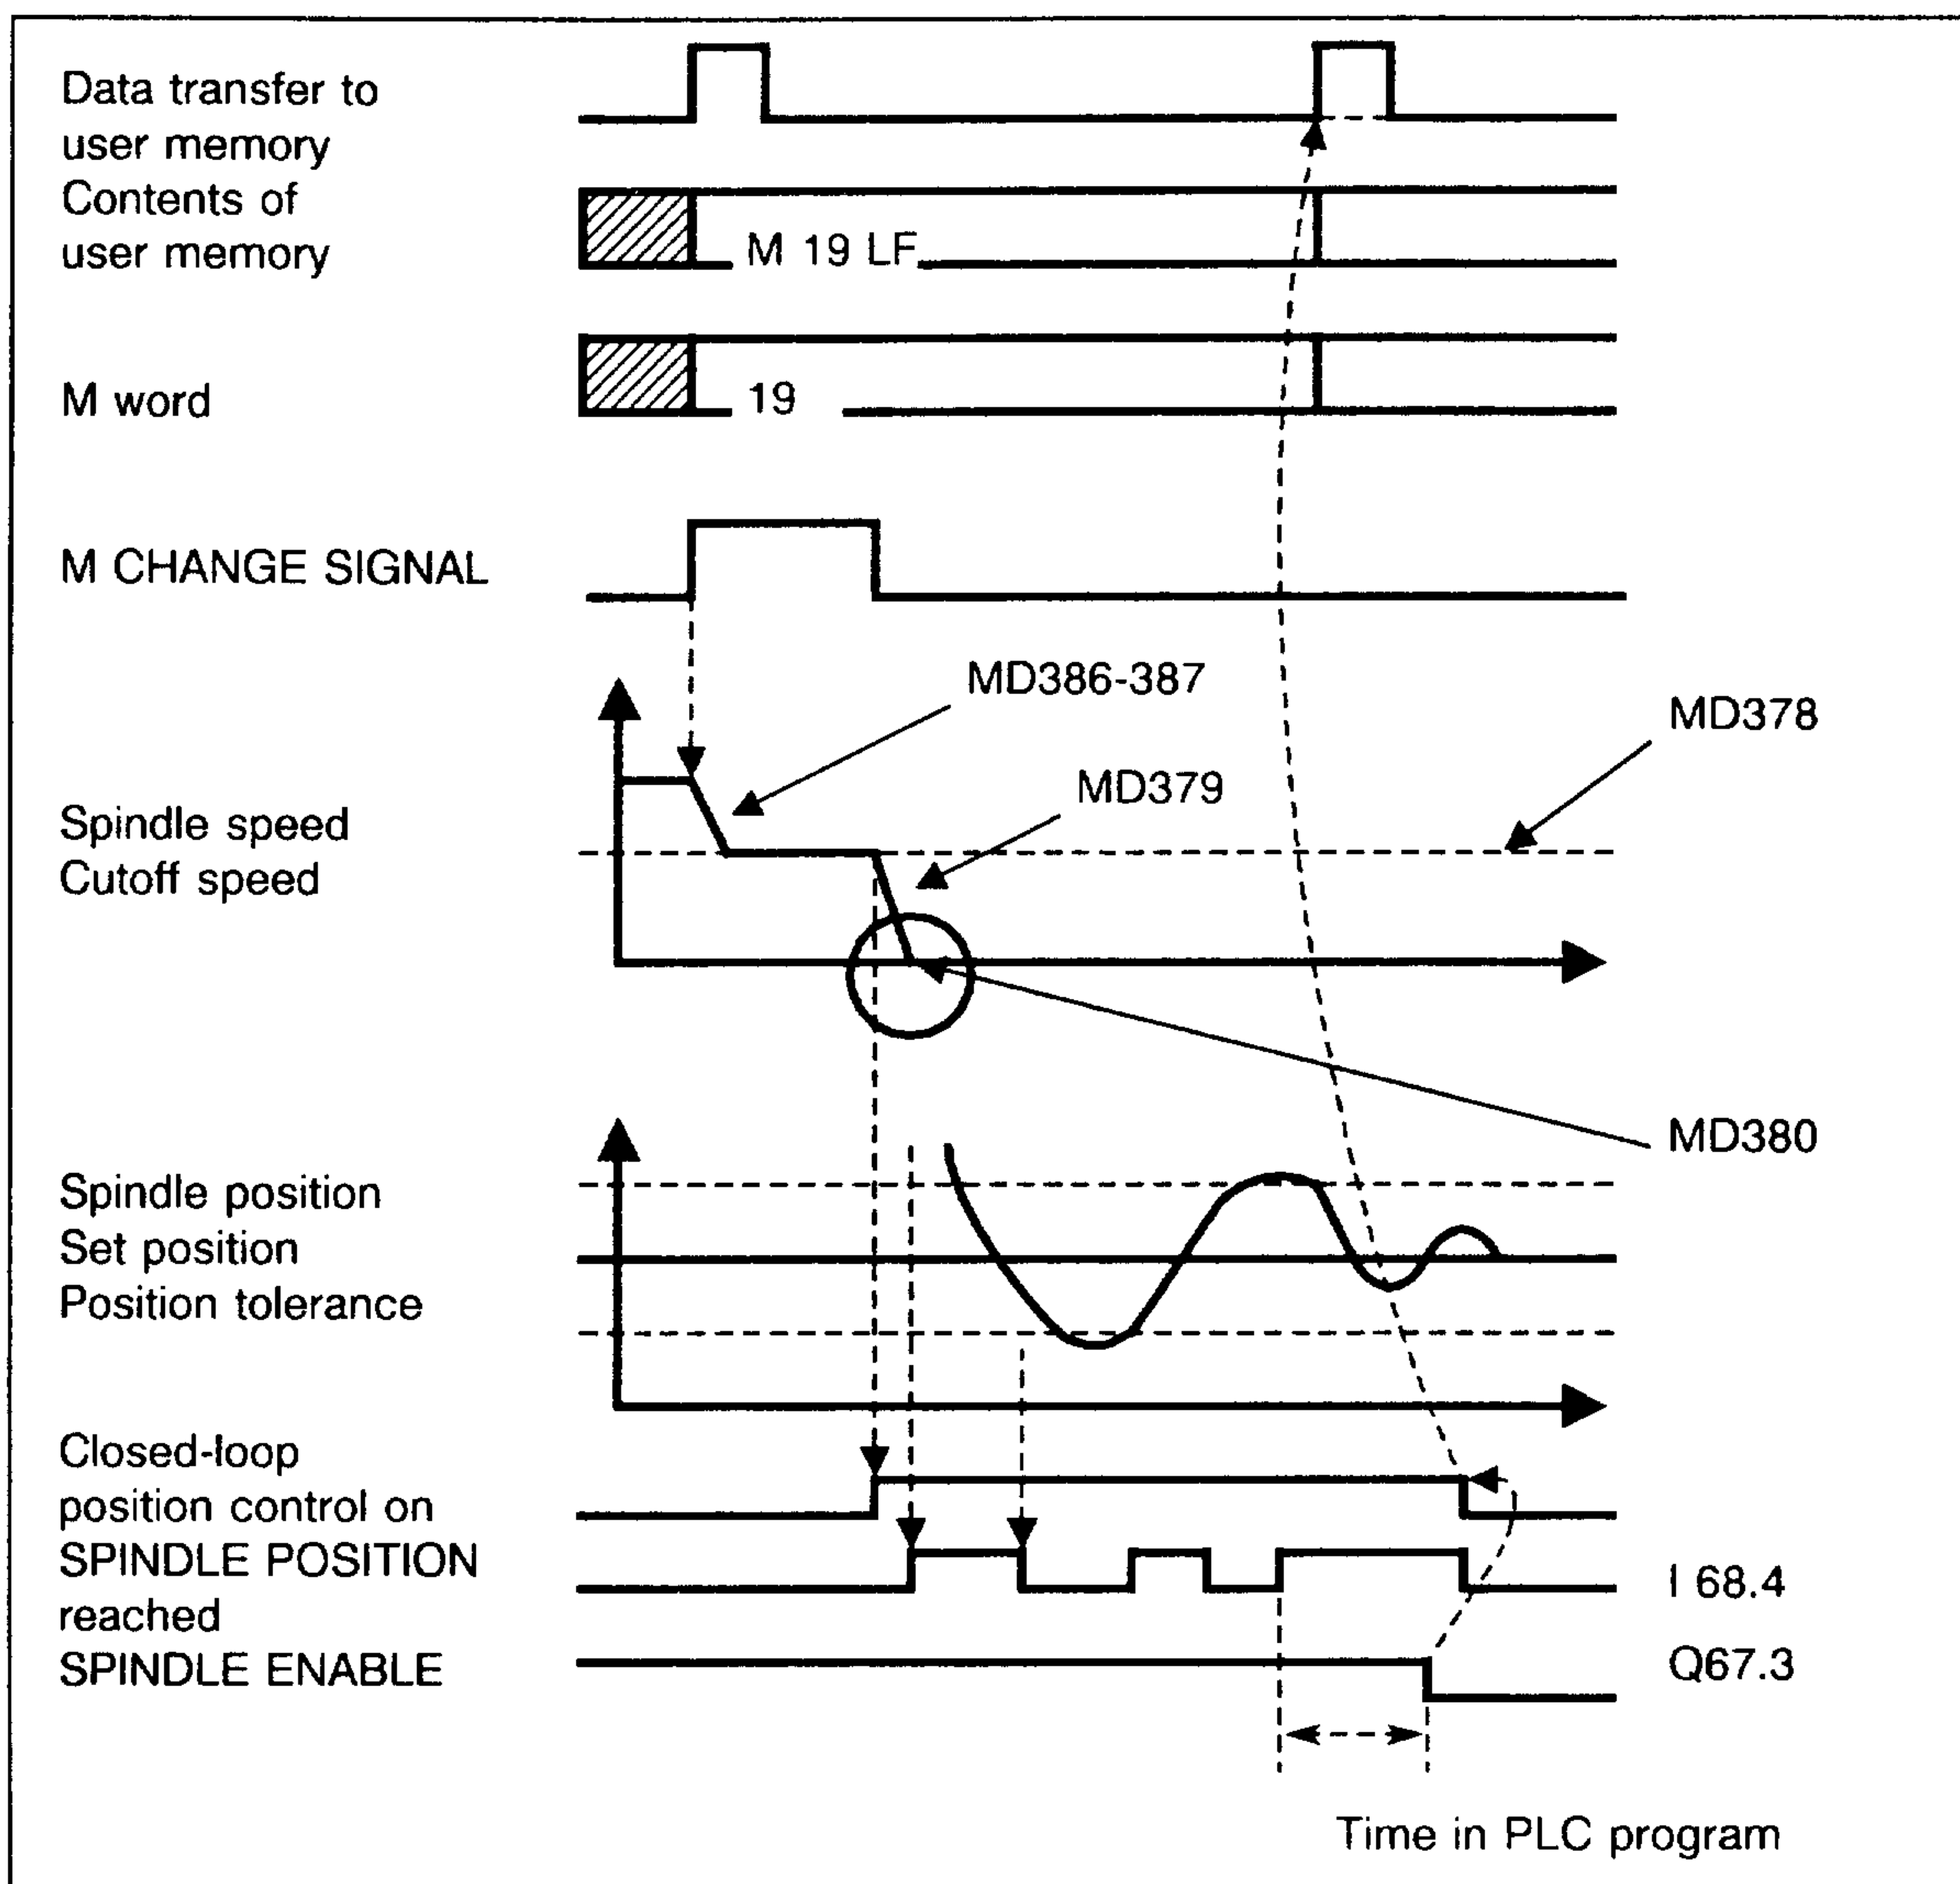 Data transfer to
user memory
Contents of
user memory
M 19 LF
M word
19
M CHANGE SIGNAL
MD386-387
MD378
MD379
Spindle speed
Cutoff speed
MD380
Spindle position
Set position
Position tolerance
Closed-loop
position control on
SPINDLE POSITION
reached
I 68.4
SPINDLE ENABLE
Q67.3
Time in PLC program